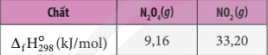 Chất N₂O₄(g) NO₂(g)
ΔfH°298 (kJ/mol) 9,16 33,20